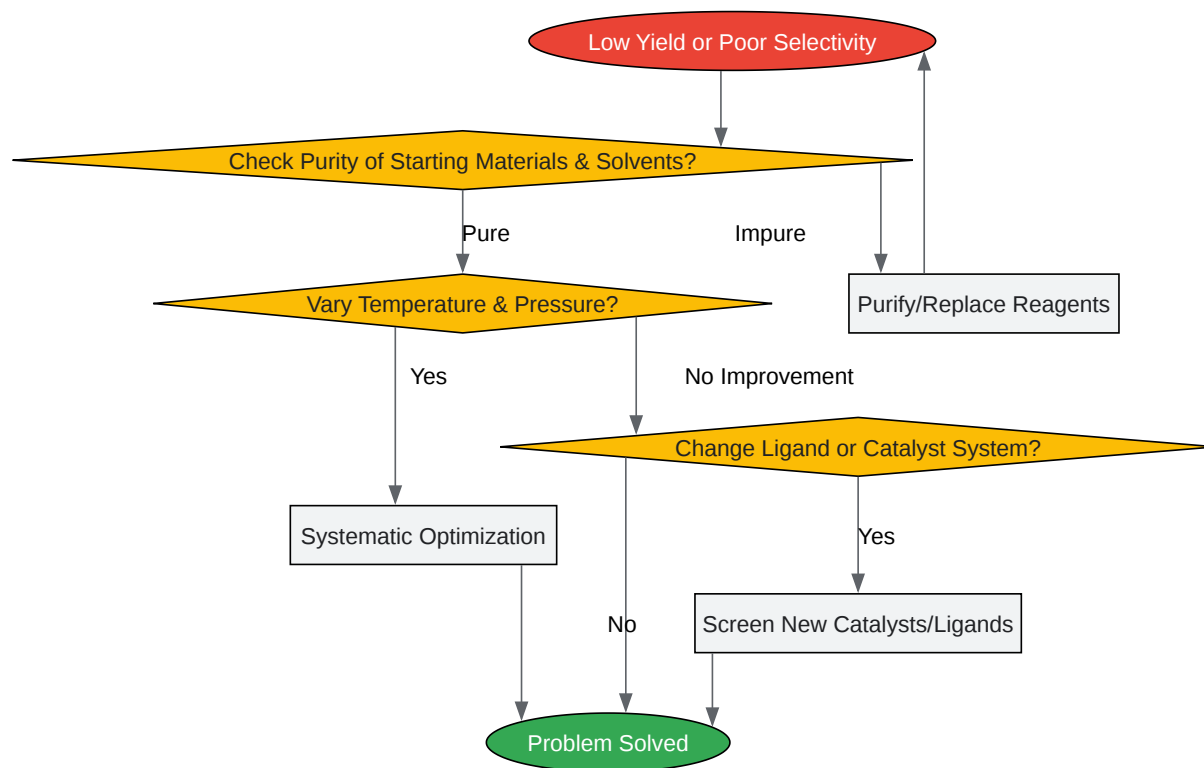 Low Yield or Poor Selectivity
Check Purity of Starting Materials & Solvents?
Pure
Impure
Vary Temperature & Pressure?
Purify/Replace Reagents
Yes
No Improvement
Change Ligand or Catalyst System?
Systematic Optimization
Yes
No
Screen New Catalysts/Ligands
Problem Solved